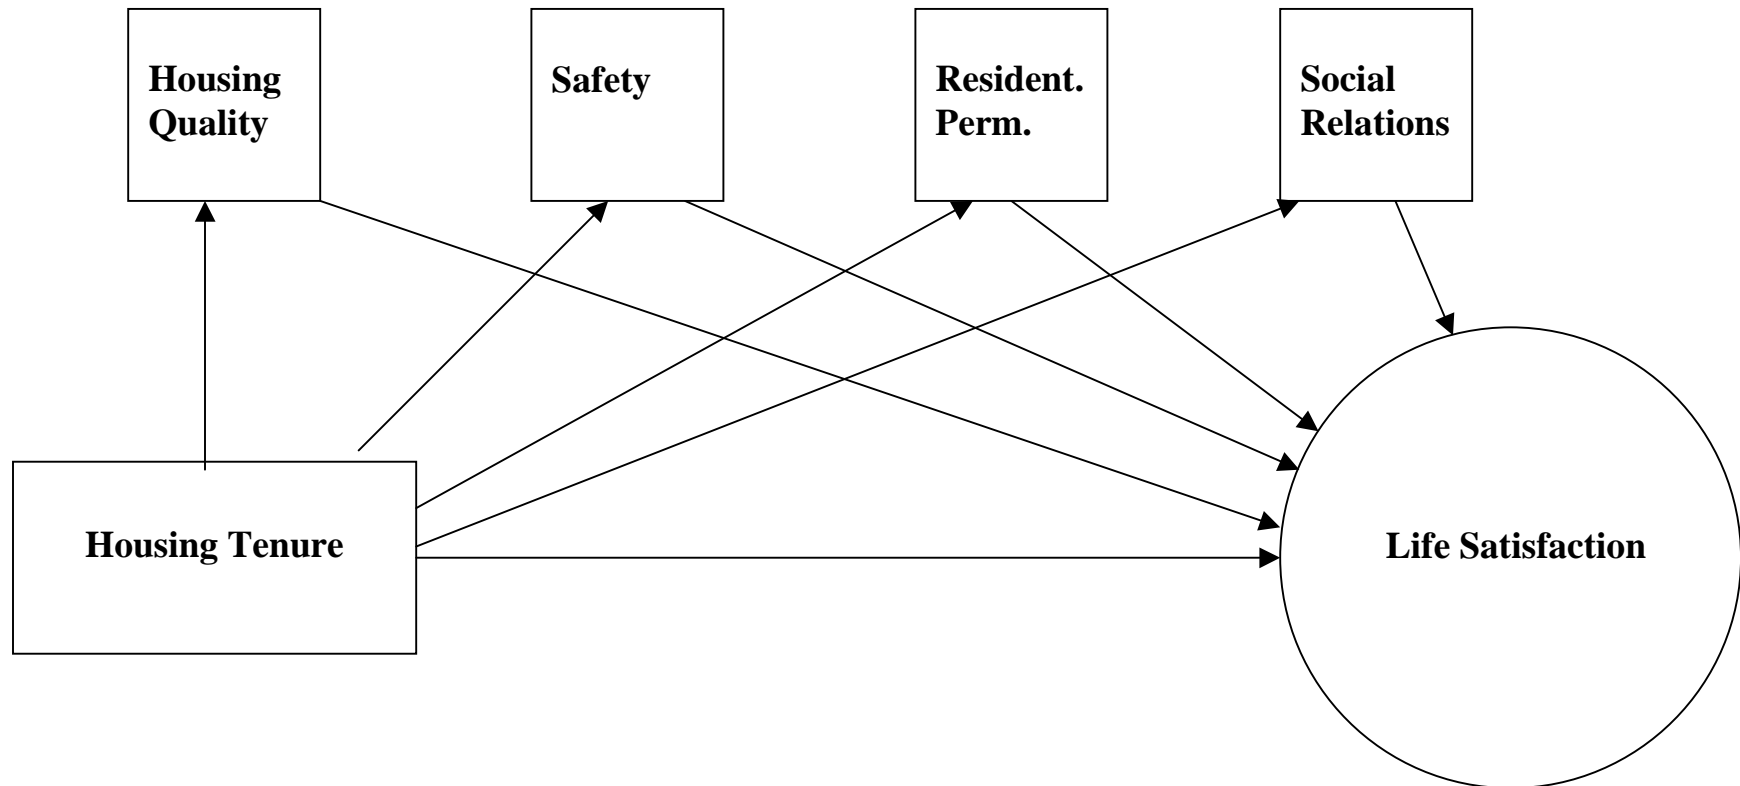 Housing
Quality
Safety
Resident.
Perm.
Social
Relations
Housing Tenure
Life Satisfaction